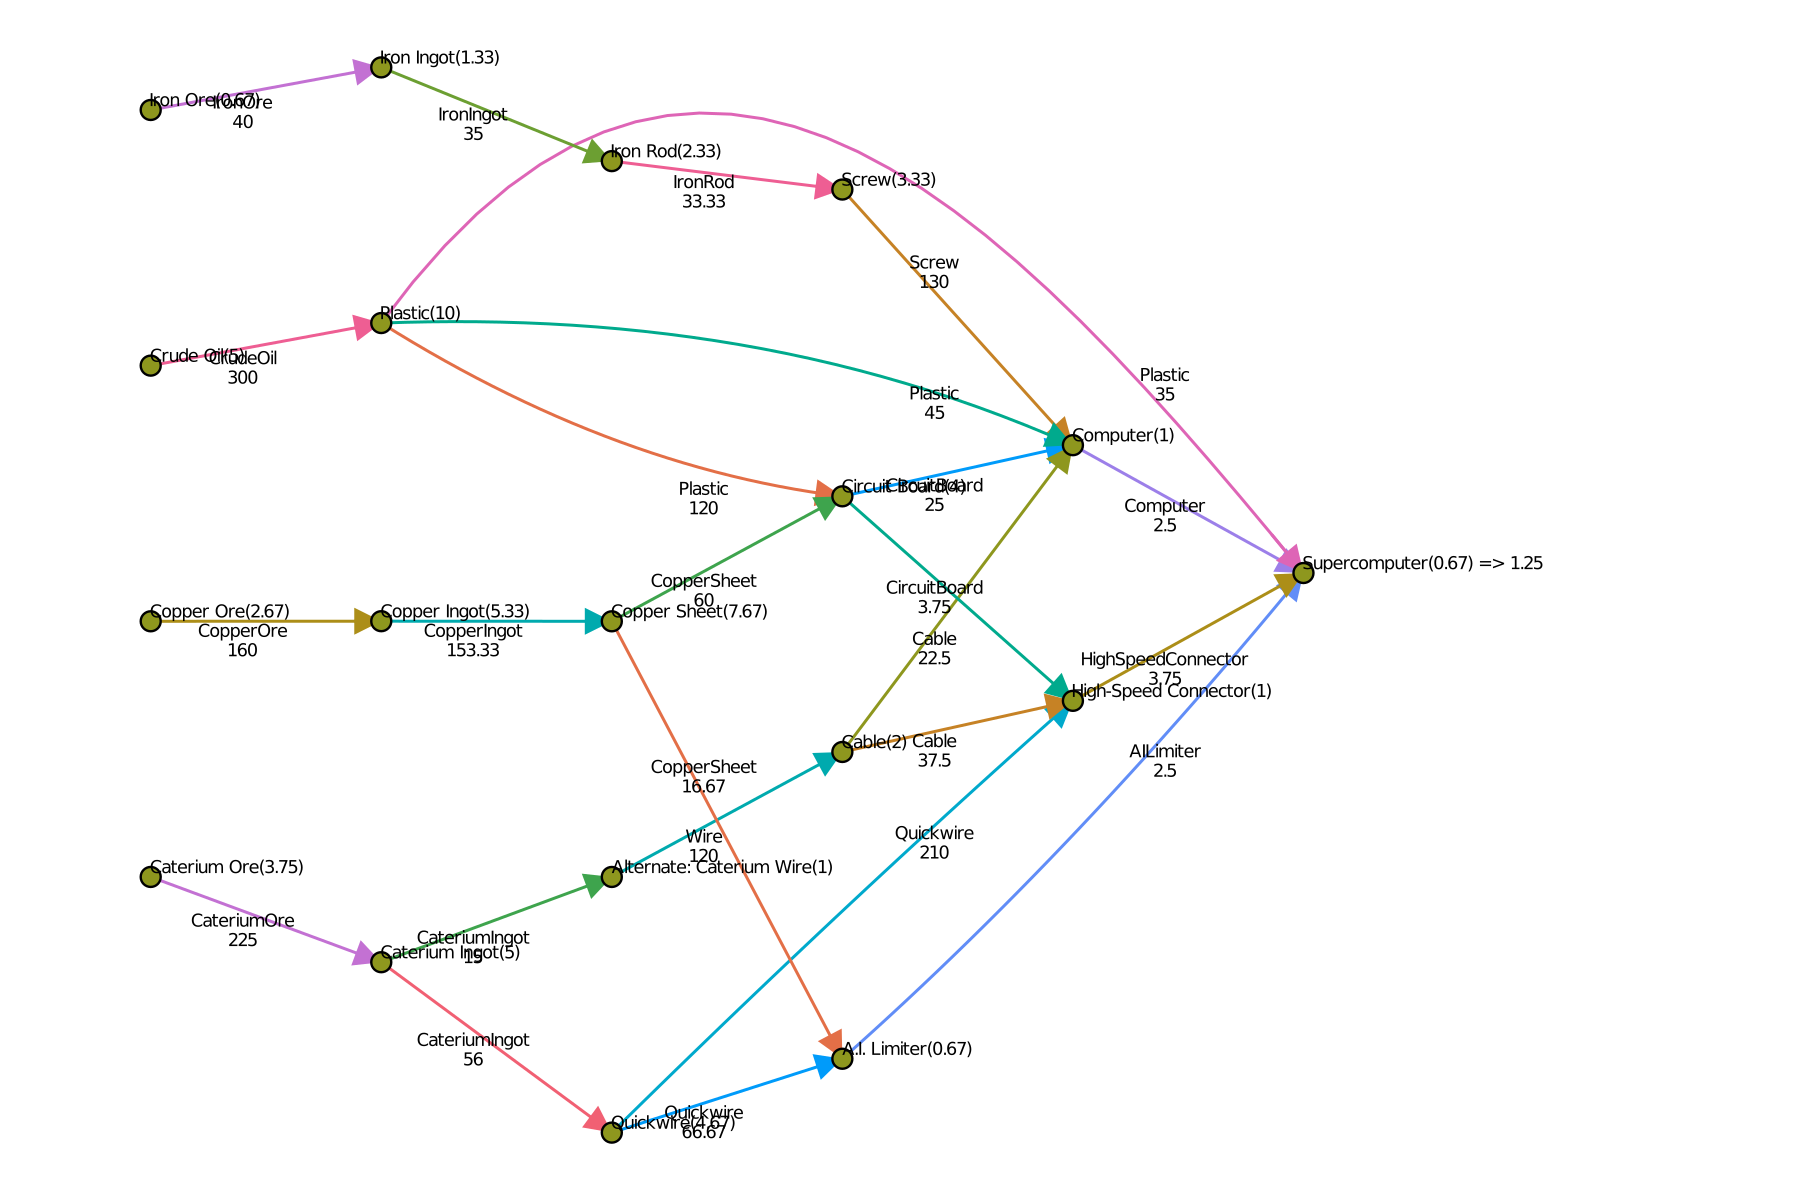 Iron Ingot(1.33)
Iron Ore(0.67)
IronOre
40
IronIngot
35
Iron Rod(2.33)
IronRod
33.33
Screw(3.33)
Screw
130
Plastic(10)
Crude Oil(5)
CrudeOil
300
Plastic
35
Plastic
45
Computer(1)
Plastic
120
Circuit Board(4)
CircuitBoard
25
Computer
2.5
Supercomputer(0.67) => 1.25
CopperSheet
60
CircuitBoard
3.75
Copper Ore(2.67)
CopperOre
160
Copper Ingot(5.33)
CopperIngot
153.33
Copper Sheet(7.67)
Cable
22.5
HighSpeedConnector
3.75
High-Speed Connector(1)
Cable(2)
Cable
37.5
AILimiter
2.5
CopperSheet
16.67
Wire
120
Quickwire
210
Caterium Ore(3.75)
Alternate: Caterium Wire(1)
CateriumOre
225
CateriumIngot
15
Caterium Ingot(5)
CateriumIngot
56
A.I. Limiter(0.67)
Quickwire
66.67
Quickwire(4.67)